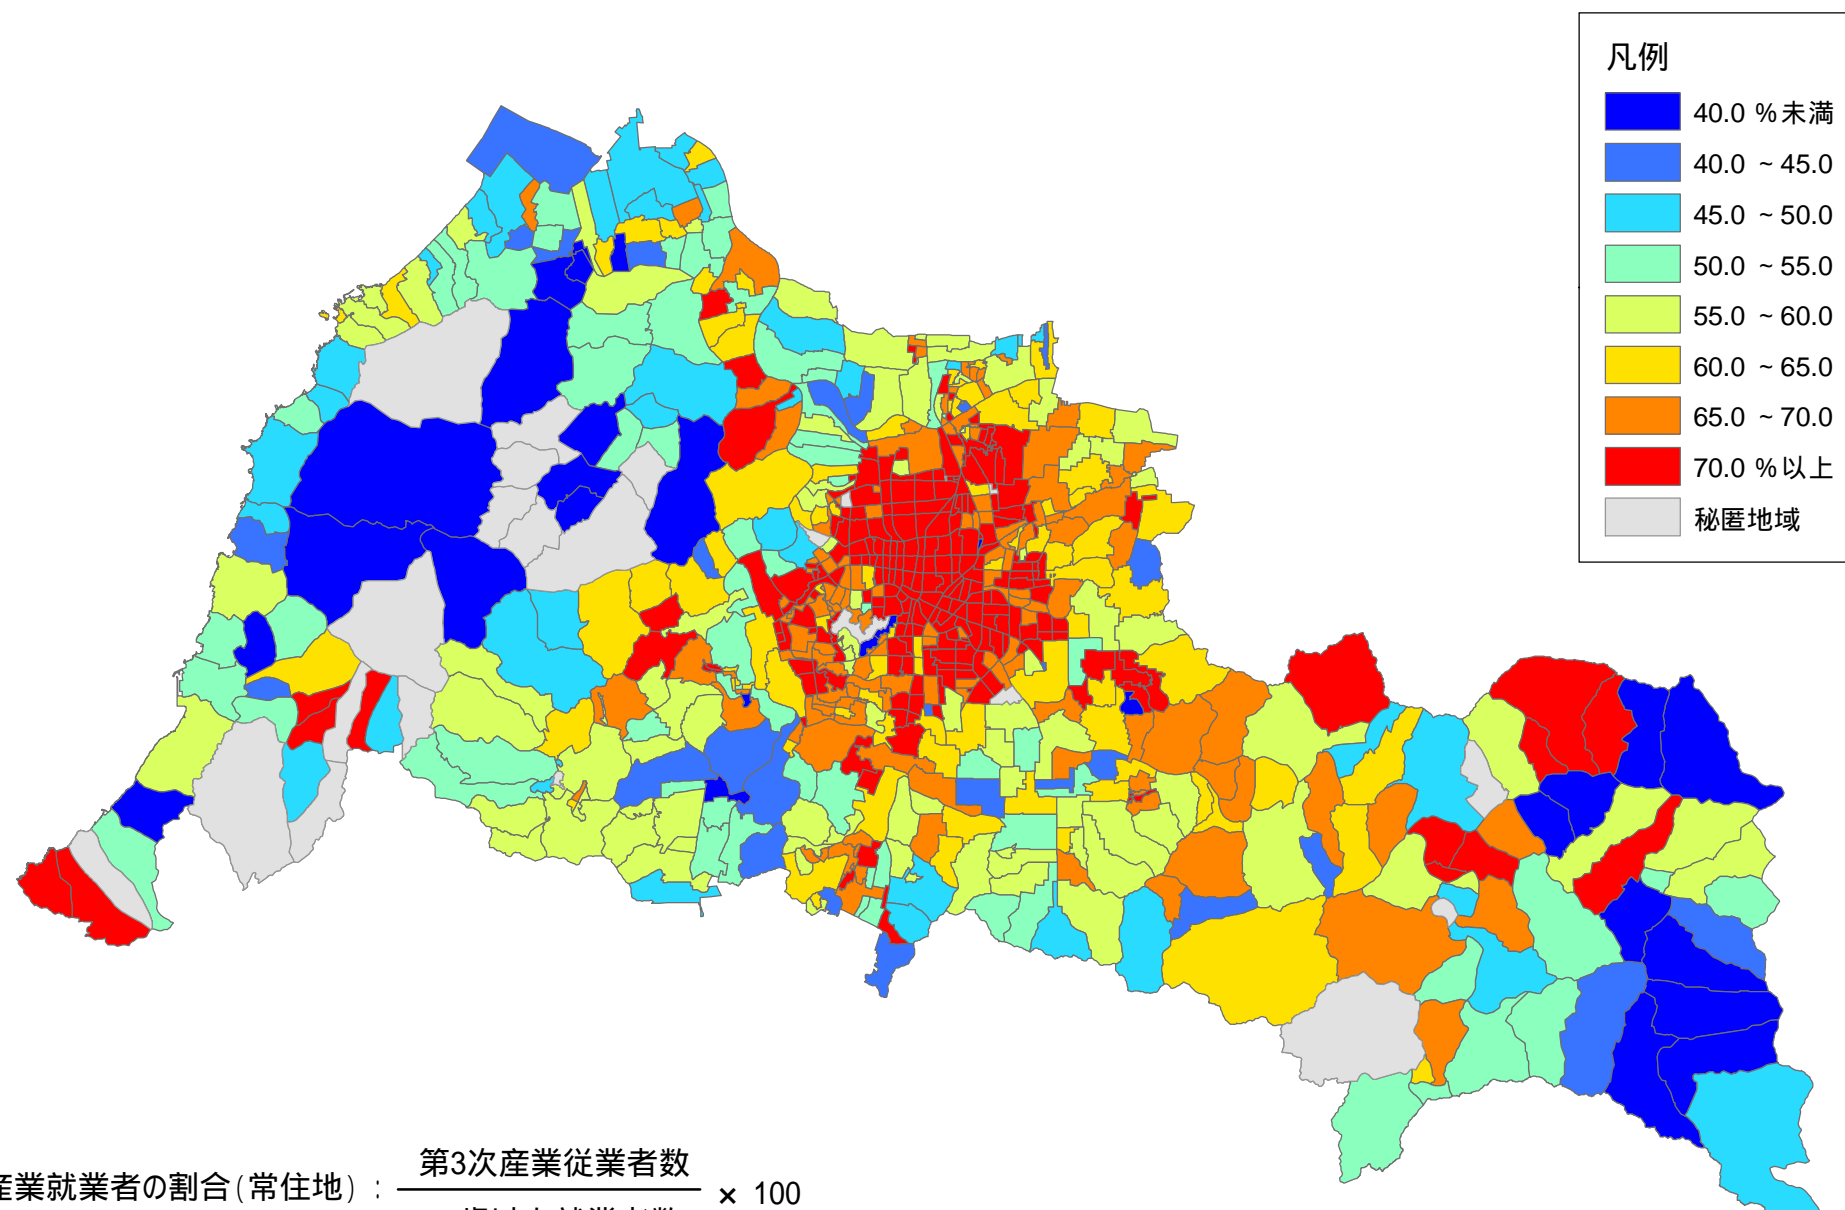 凡例
40.0 %未満
40.0 ~ 45.0
45.0 ~ 50.0
50.0 ~ 55.0
55.0 ~ 60.0
60.0 ~ 65.0
65.0 ~ 70.0
70.0 %以上
秘匿地域
第3次産業従業者数
産業就業者の割合(常住地) : × 100